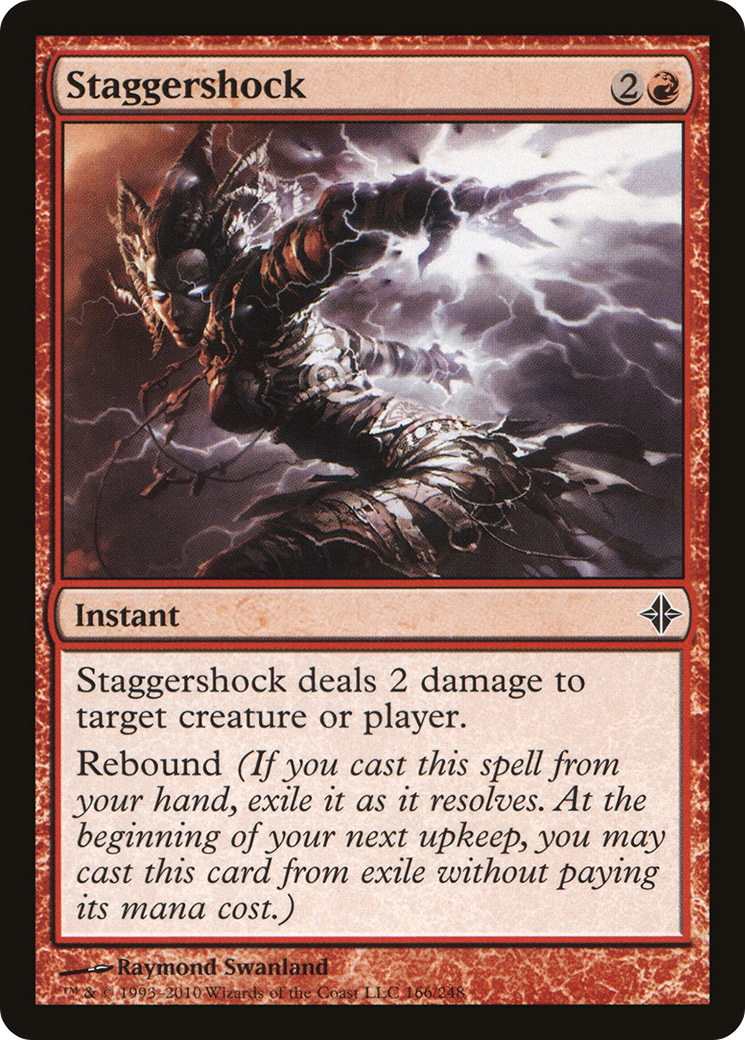 Staggershock 2
Instant
Staggershock deals 2 damage to
target creature or player.
Rebound (If you cast this spell from
your hand, exile it as it resolves. At the
beginning of your next upkeep, you may
cast this card from exile without paying
its mana cost.)
Raymond Swanland
™ & © 1993–2010 Wizards of the Coast LLC 166/248